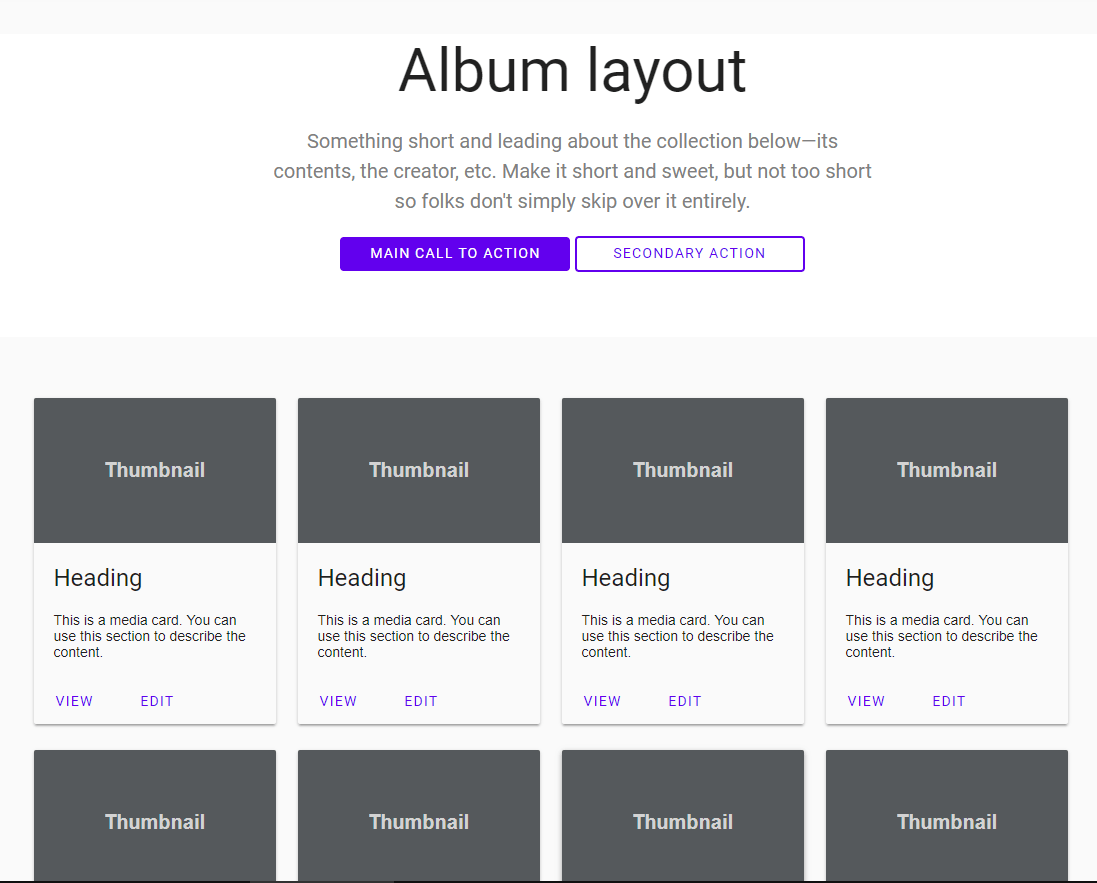 Album layout
Something short and leading about the collection below—its
contents, the creator, etc. Make it short and sweet, but not too short
so folks don't simply skip over it entirely.
MAIN CALL TO ACTION SECONDARY ACTION
Thumbnail Thumbnail Thumbnail Thumbnail
Heading Heading Heading Heading
This is a media card. You can This is a media card. You can This is a media card. You can This is a media card. You can
use this section to describe the use this section to describe the use this section to describe the use this section to describe the
content. content. content. content.
VIEW EDIT VIEW EDIT VIEW EDIT VIEW EDIT
Thumbnail Thumbnail Thumbnail Thumbnail